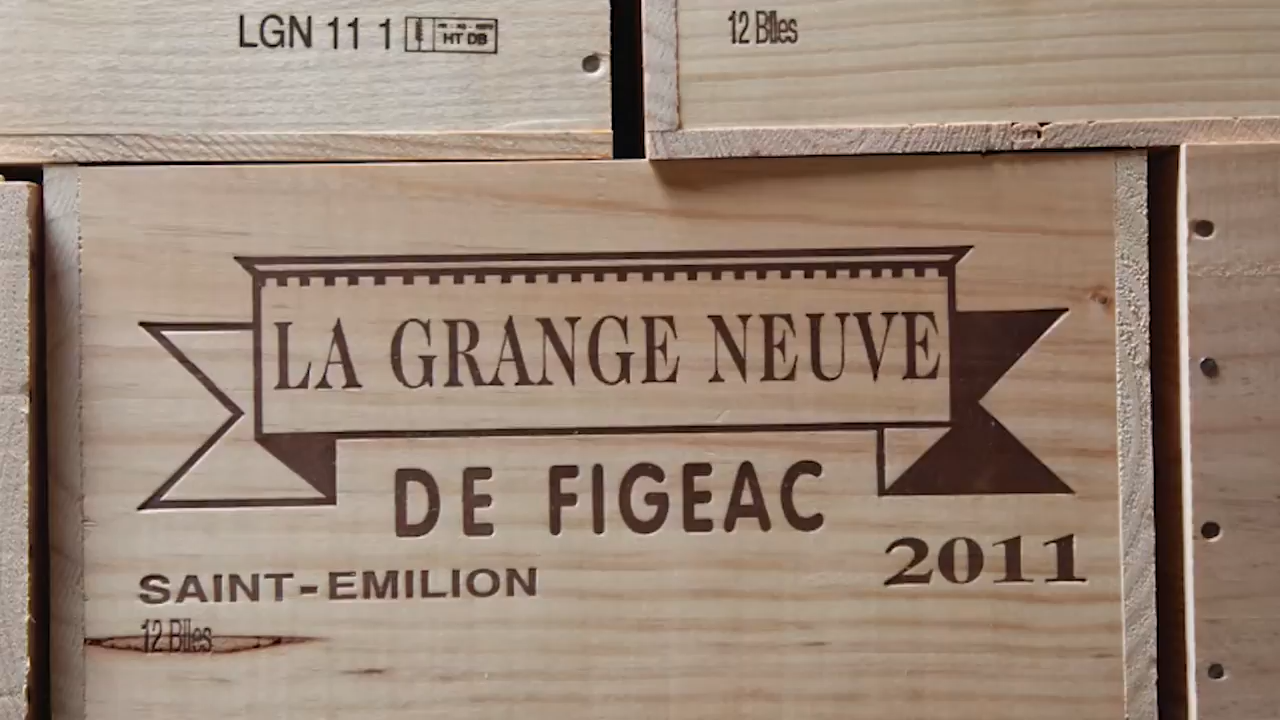 LGN 11 1
HT DB
12 Blles
LA GRANGE NEUVE
DE FIGEAC
2011
SAINT-EMILION
12 Blles